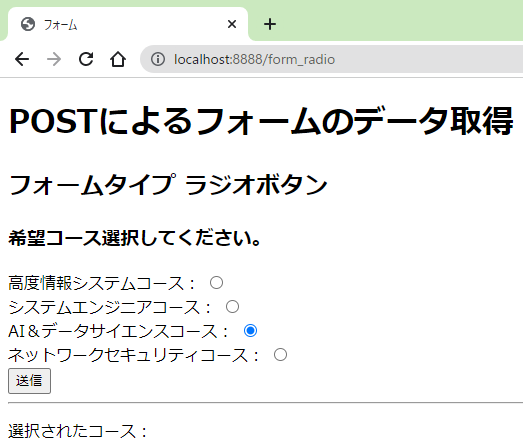 フォーム
localhost:8888/form_radio
POSTによるフォームのデータ取得
フォームタイプ ラジオボタン
希望コース選択してください。
高度情報システムコース：
システムエンジニアコース：
AI＆データサイエンスコース：
ネットワークセキュリティコース：
送信
選択されたコース：